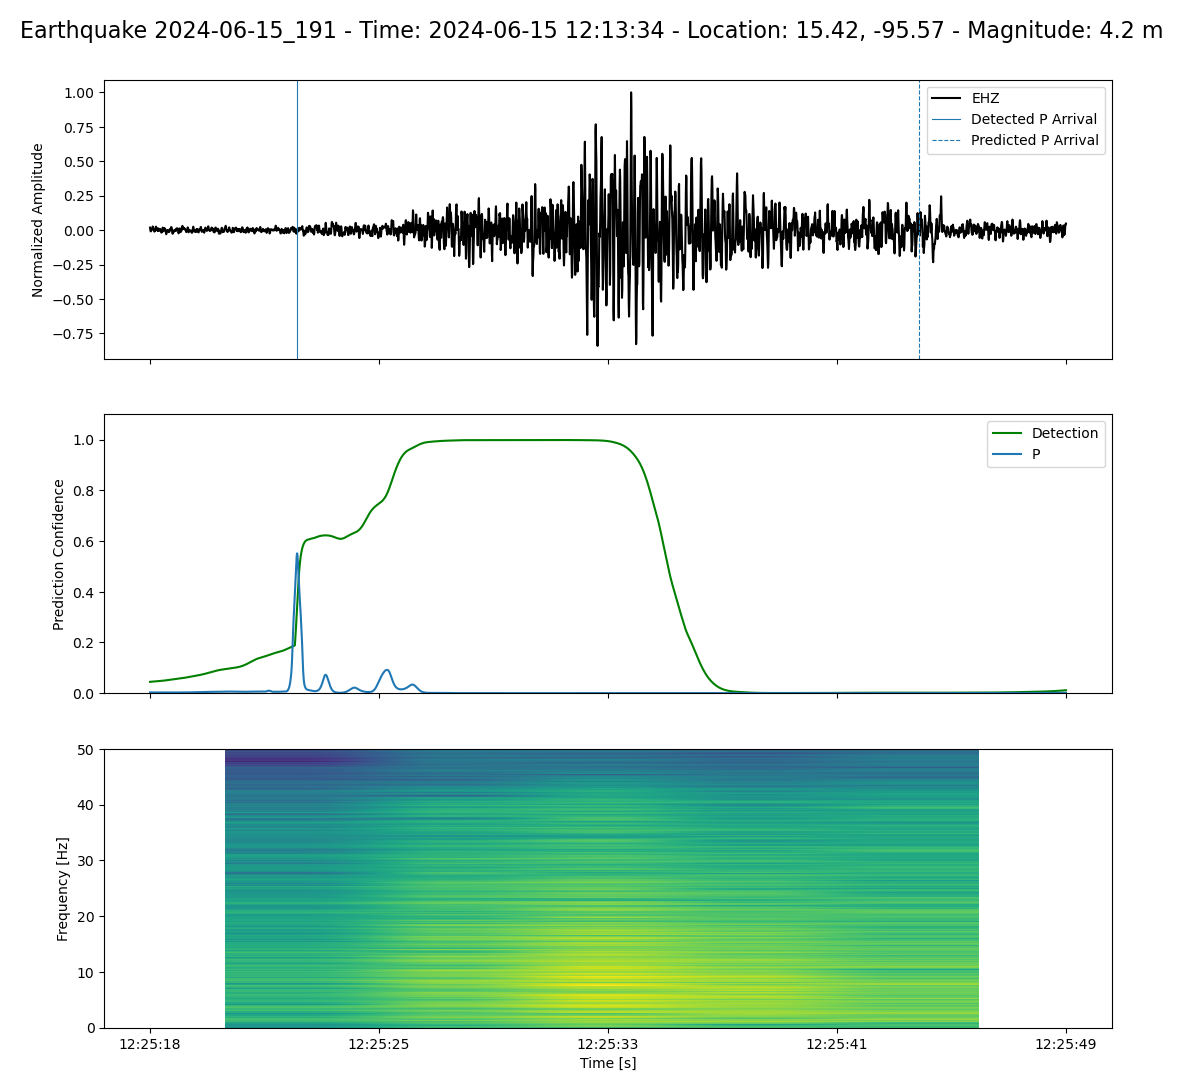 Earthquake 2024-06-15_191 - Time: 2024-06-15 12:13:34 - Location: 15.42, -95.57 - Magnitude: 4.2 m
Normalized Amplitude
1.00
0.75
0.50
0.25
0.00
−0.25
−0.50
−0.75
EHZ
Detected P Arrival
Predicted P Arrival
Prediction Confidence
1.0
0.8
0.6
0.4
0.2
0.0
Detection
P
Frequency [Hz]
50
40
30
20
10
0
12:25:18 12:25:25 12:25:33 12:25:41 12:25:49
Time [s]